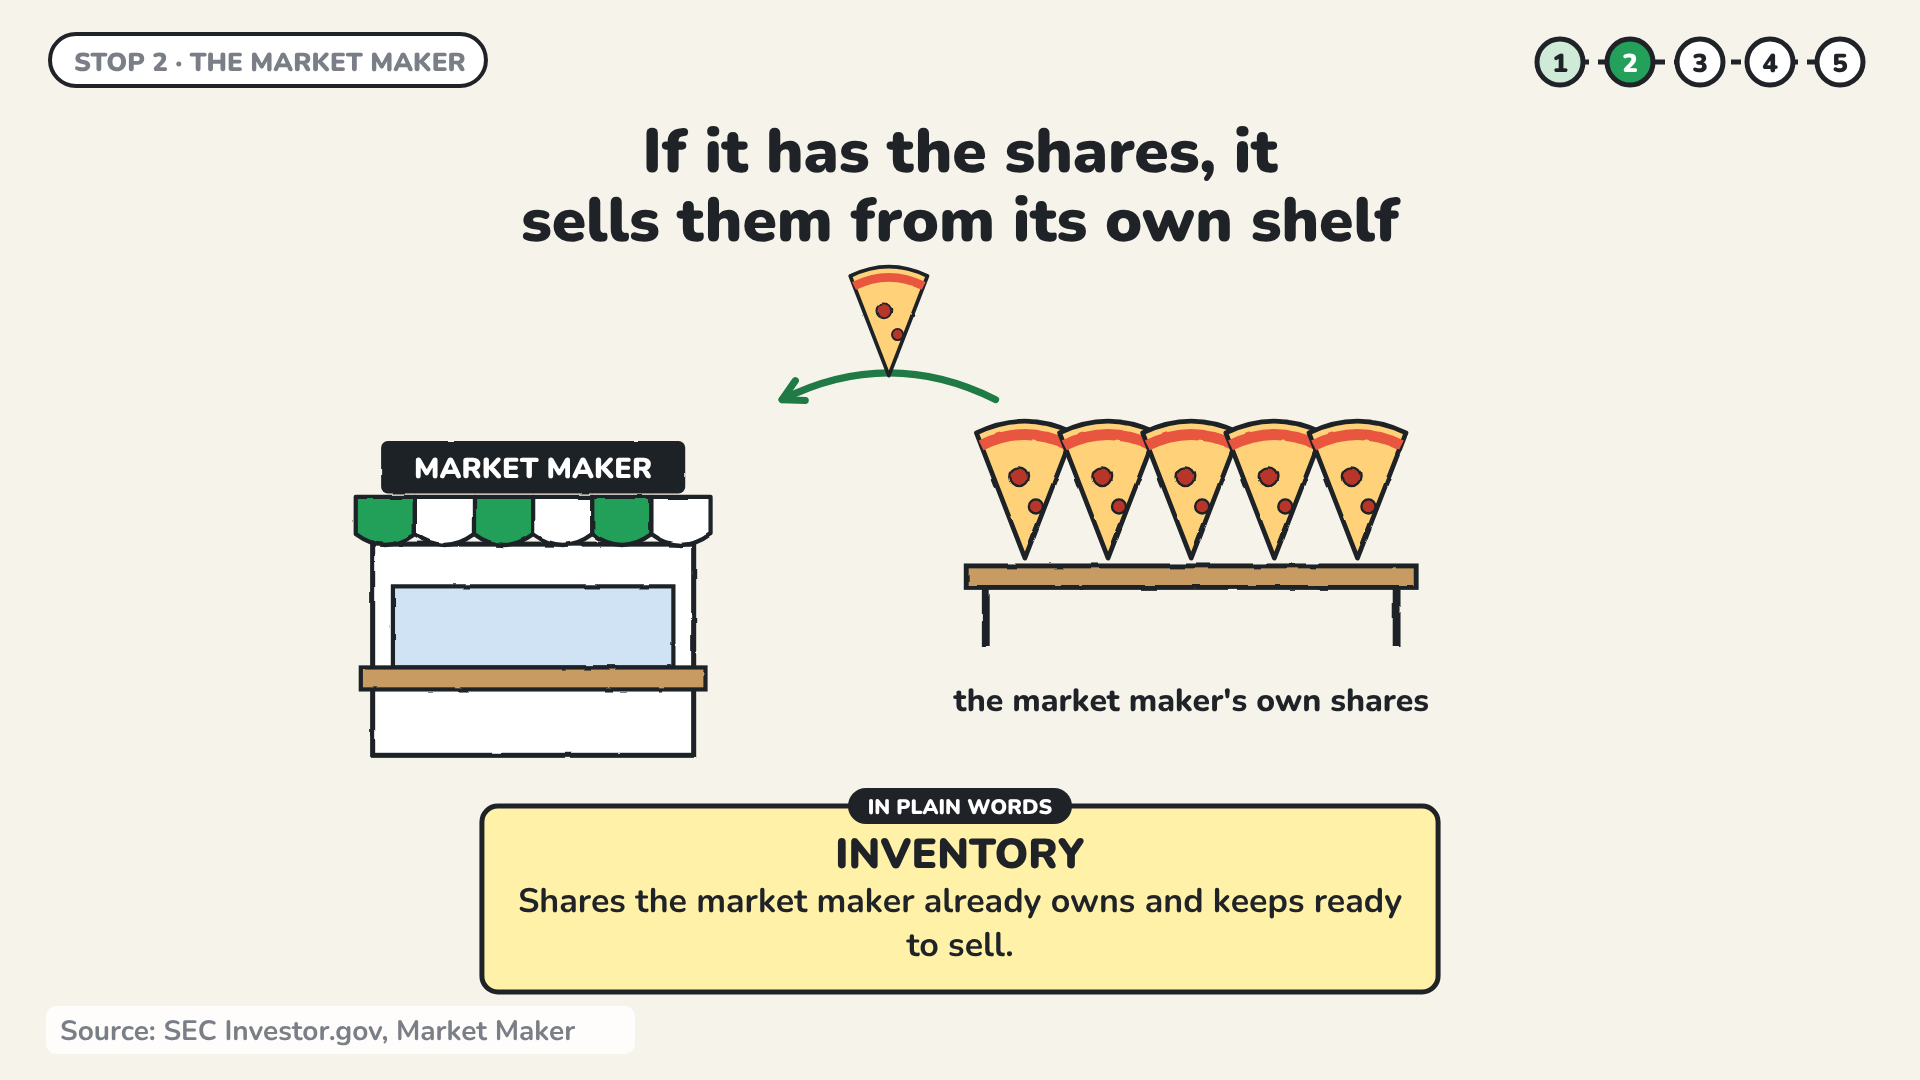 STOP 2 · THE MARKET MAKER
1 2 3 4 5
If it has the shares, it
sells them from its own shelf
MARKET MAKER
the market maker's own shares
IN PLAIN WORDS
INVENTORY
Shares the market maker already owns and keeps ready
to sell.
Source: SEC Investor.gov, Market Maker